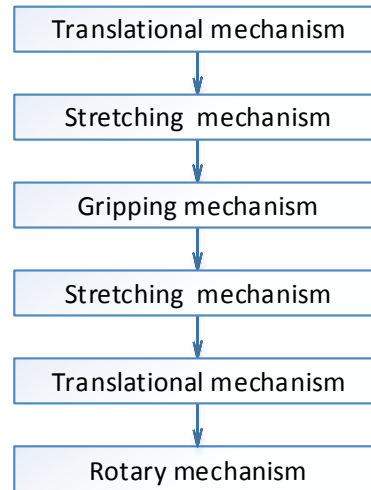 Translational mechanism
Stretching mechanism
Gripping mechanism
Stretching mechanism
Translational mechanism
Rotary mechanism